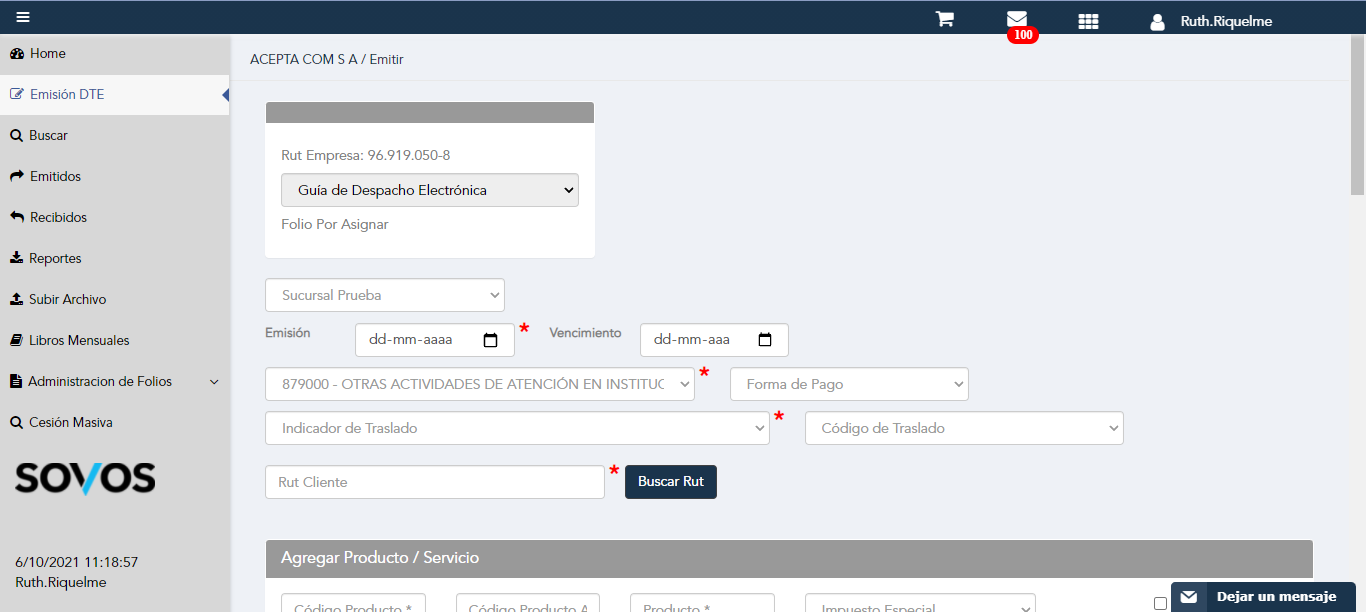 100
Ruth.Riquelme
Home
Emisión DTE
Buscar
Emitidos
Recibidos
Reportes
Subir Archivo
Libros Mensuales
Administracion de Folios
Cesión Masiva
SOVOS
6/10/2021 11:18:57
Ruth.Riquelme
ACEPTA COM S A / Emitir
Rut Empresa: 96.919.050-8
Guía de Despacho Electrónica
Folio Por Asignar
Sucursal Prueba
Emisión dd-mm-aaaa * Vencimiento dd-mm-aaa
879000 - OTRAS ACTIVIDADES DE ATENCIÓN EN INSTITUC * Forma de Pago
Indicador de Traslado * Código de Traslado
Rut Cliente * Buscar Rut
Agregar Producto / Servicio
Código Producto * Código Producto A Producto * Impuesto Especial
Dejar un mensaje